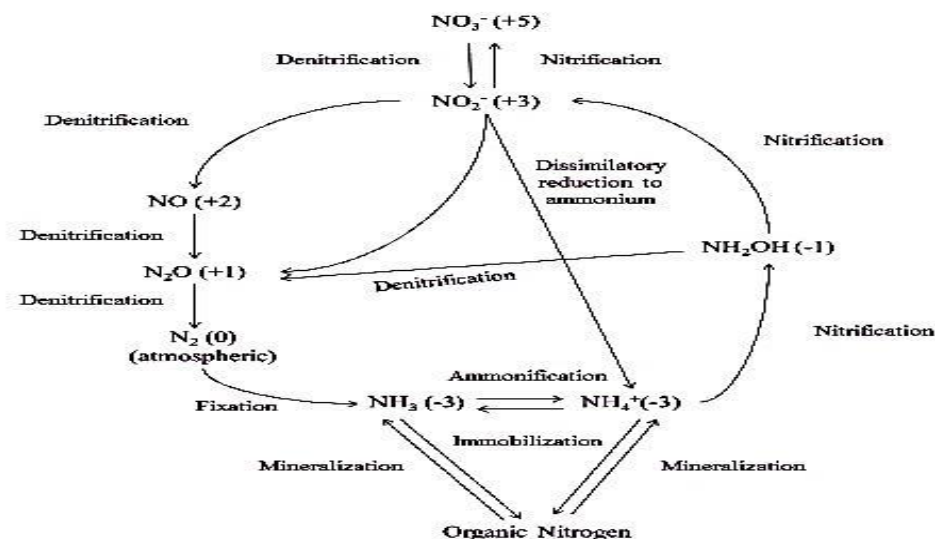 NO₃⁻ (+5)
Denitrification
Nitrification
NO₂⁻ (+3)
Denitrification
Nitrification
Dissimilatory
reduction to
ammonium
NO (+2)
Denitrification
NH₂OH (-1)
N₂O (+1)
Denitrification
Denitrification
N₂ (0)
(atmospheric)
Nitrification
Ammonification
Fixation
NH₃ (-3)
NH₄⁺(-3)
Immobilization
Mineralization
Mineralization
Organic Nitrogen